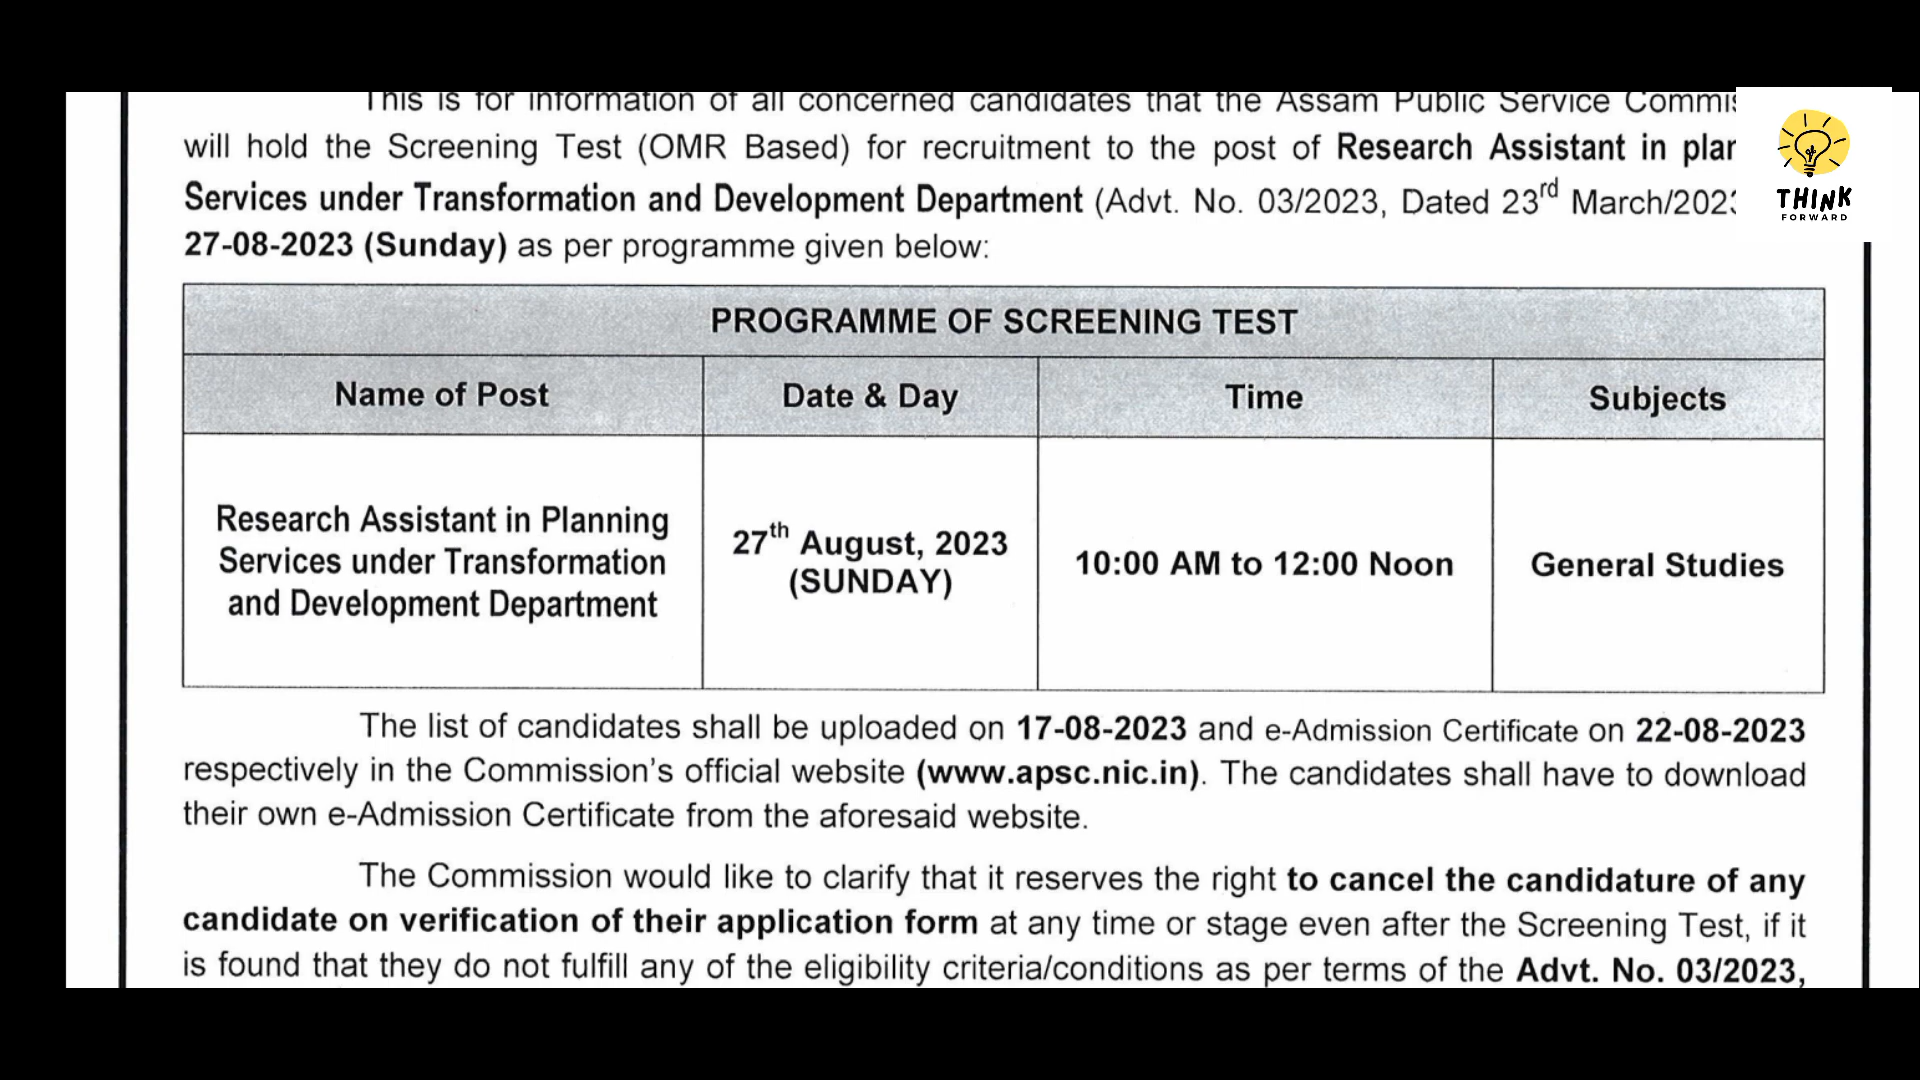 This is for information of all concerned candidates that the Assam Public Service
will hold the Screening Test (OMR Based) for recruitment to the post of Research Assistant in
Services under Transformation and Development Department (Advt. No. 03/2023, Dated 23rd March/202
27-08-2023 (Sunday) as per programme given below:
THINK
FORWARD
PROGRAMME OF SCREENING TEST
Name of Post Date & Day Time Subjects
Research Assistant in Planning
Services under Transformation
and Development Department
27th August, 2023
(SUNDAY)
10:00 AM to 12:00 Noon
General Studies
The list of candidates shall be uploaded on 17-08-2023 and e-Admission Certificate on 22-08-2023
respectively in the Commission's official website (www.apsc.nic.in). The candidates shall have to download
their own e-Admission Certificate from the aforesaid website.
The Commission would like to clarify that it reserves the right to cancel the candidature of any
candidate on verification of their application form at any time or stage even after the Screening Test, if it
is found that they do not fulfill any of the eligibility criteria/conditions as per terms of the Advt. No. 03/2023,